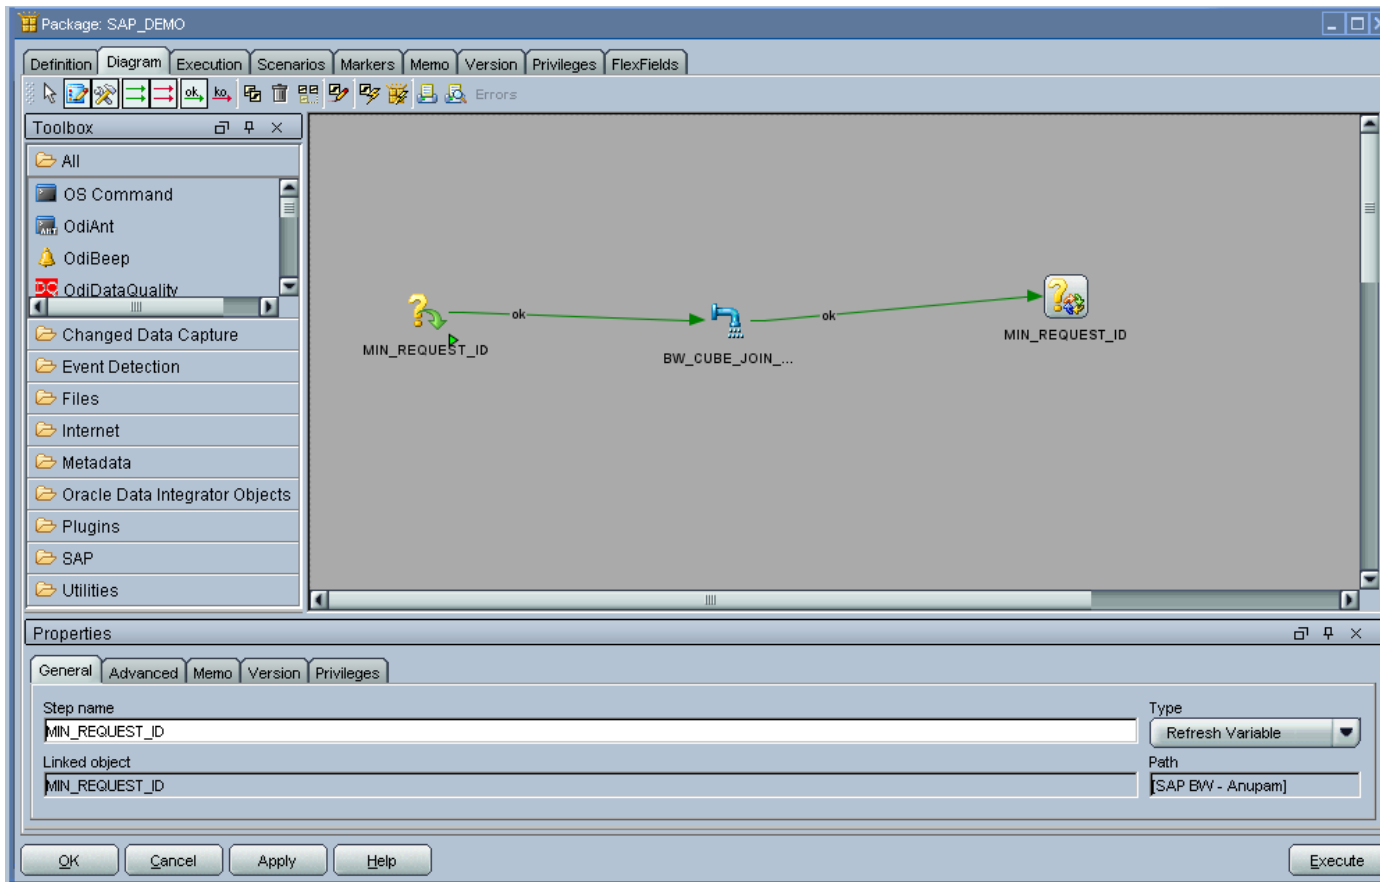 Package: SAP_DEMO
Definition Diagram Execution Scenarios Markers Memo Version Privileges FlexFields
ok ko Errors
Toolbox
All
OS Command
OdiAnt
OdiBeep
OdiDataQuality
Changed Data Capture
Event Detection
Files
Internet
Metadata
Oracle Data Integrator Objects
Plugins
SAP
Utilities
ok
ok
MIN_REQUEST_ID
BW_CUBE_JOIN_...
MIN_REQUEST_ID
Properties
General Advanced Memo Version Privileges
Step name
Type
MIN_REQUEST_ID
Refresh Variable
Linked object
Path
MIN_REQUEST_ID
[SAP BW - Anupam]
OK Cancel Apply Help Execute